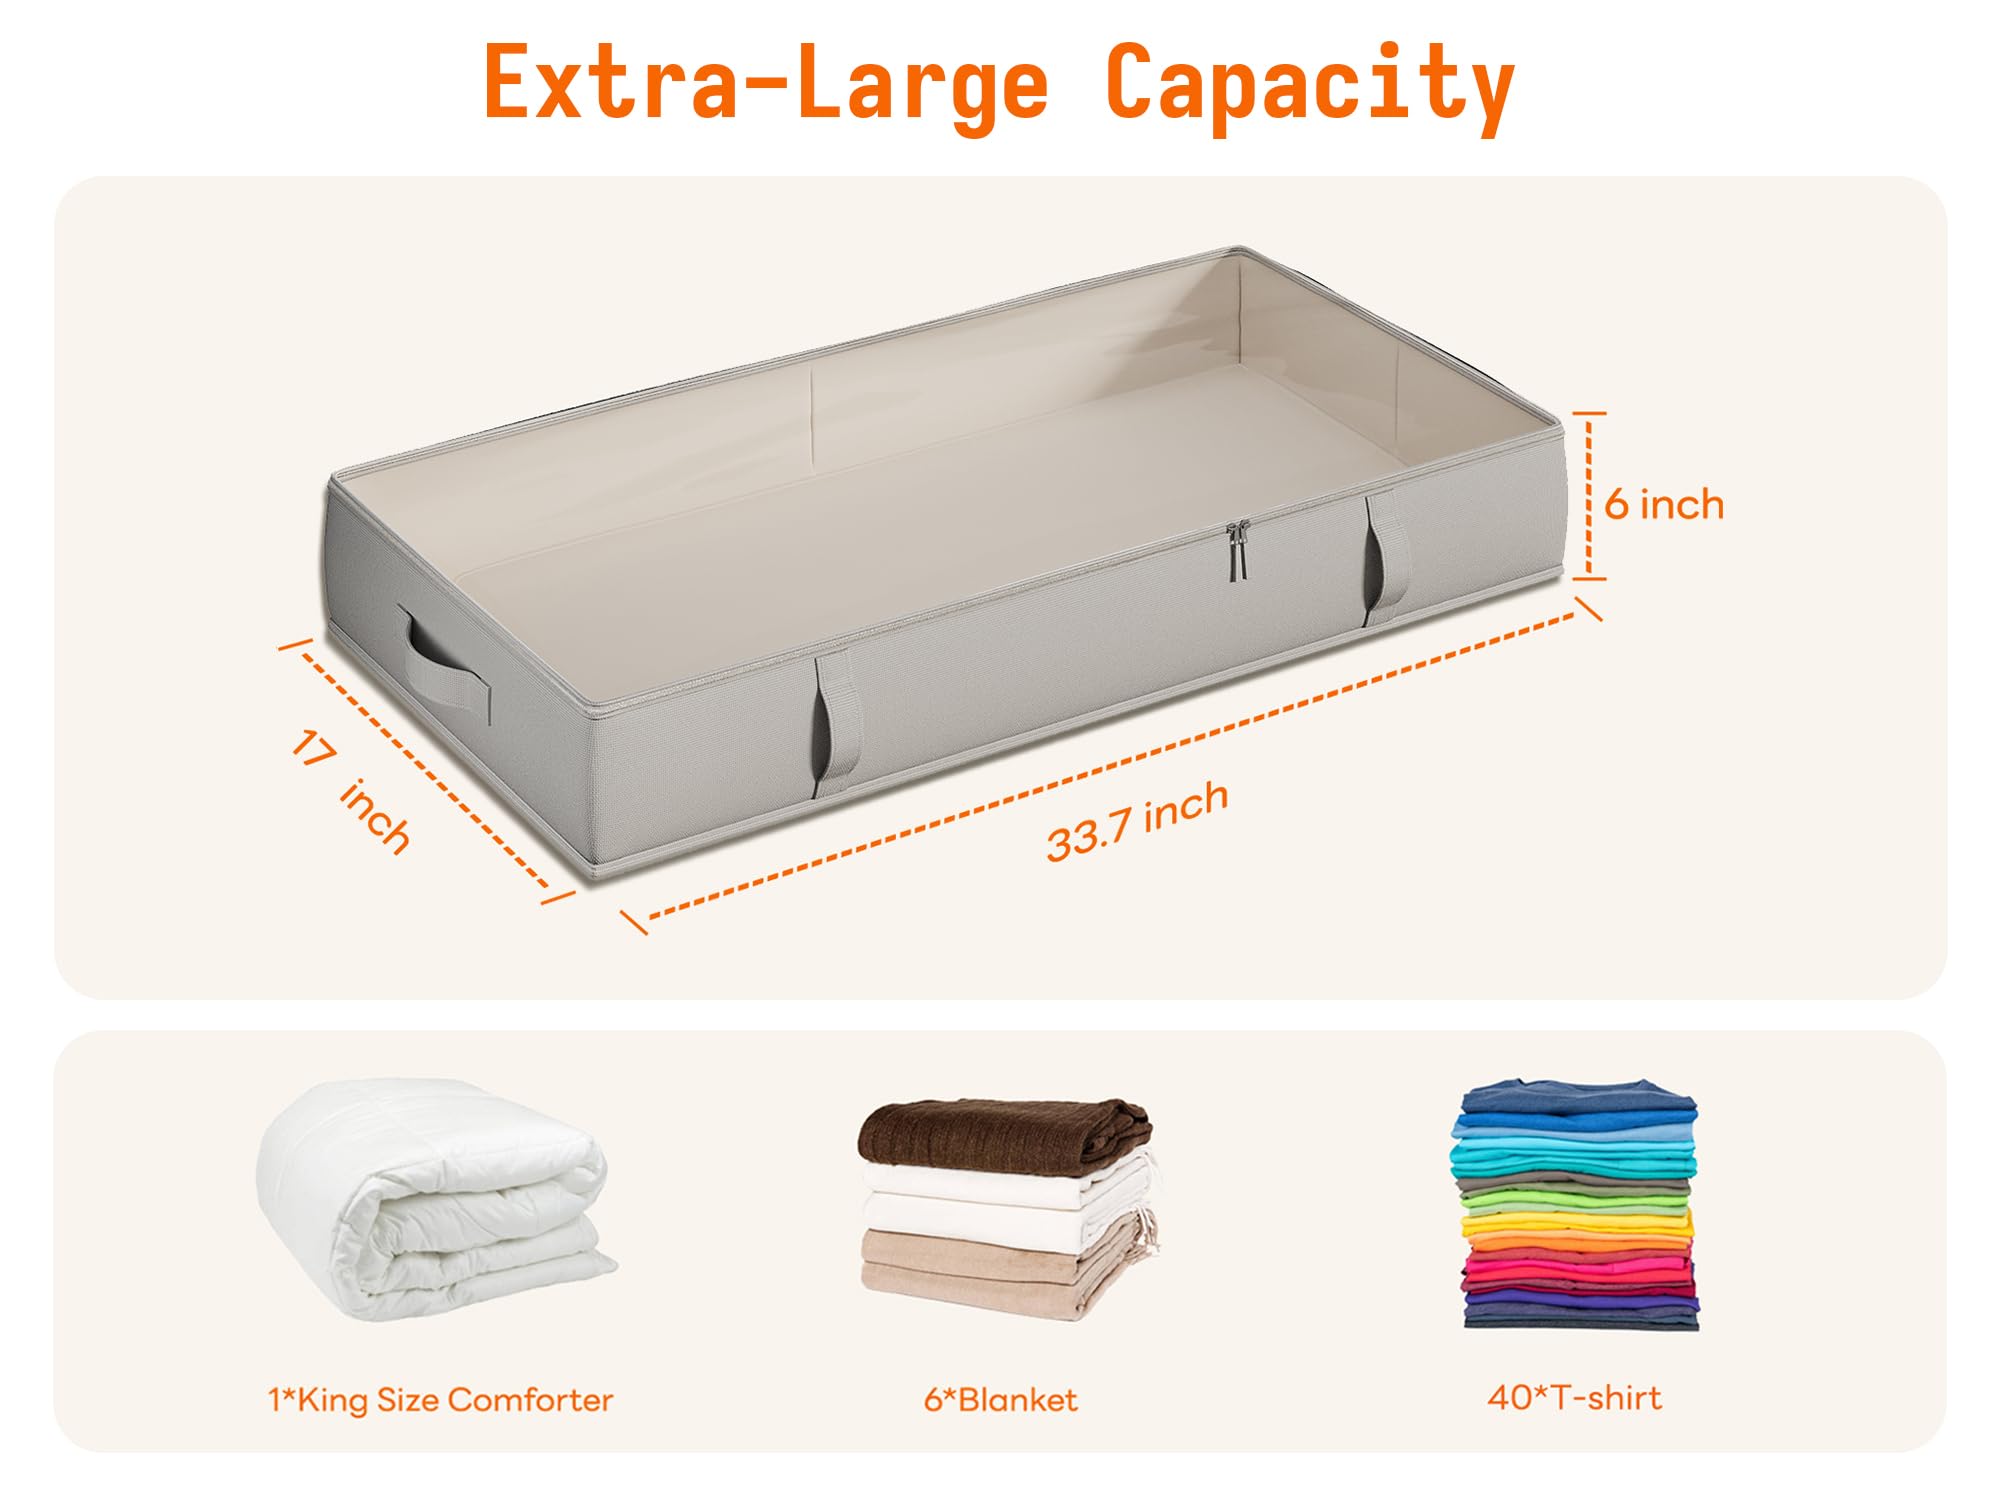 Extra-Large Capacity
6 inch
17 inch
33.7 inch
1*King Size Comforter
6*Blanket
40*T-shirt